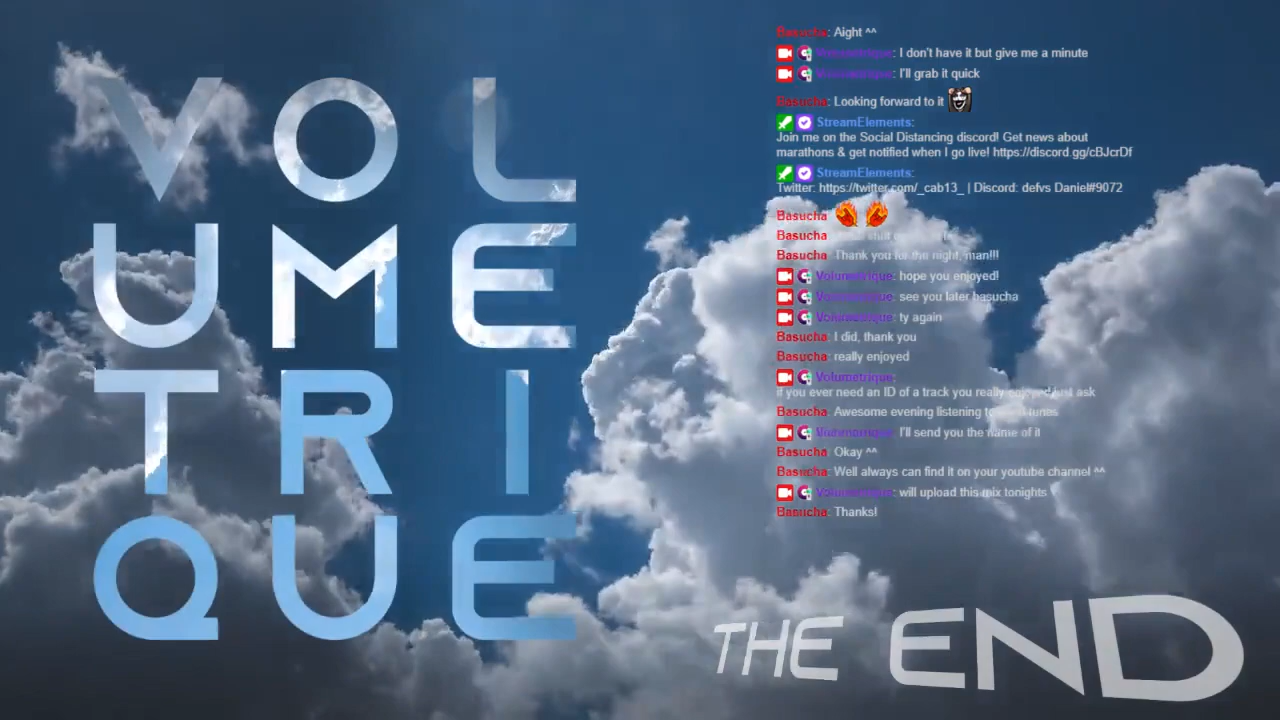 VOL
UME
TRI
QUE
Basucha: Aight ^^
Volumetrique: I don't have it but give me a minute
Volumetrique: I'll grab it quick
Basucha: Looking forward to it
StreamElements:
Join me on the Social Distancing discord! Get news about
marathons & get notified when I go live! https://discord.gg/cBJcrDf
StreamElements:
Twitter: https://twitter.com/_cab13_ | Discord: defvs Daniel#9072
Basucha
Basucha
Basucha: Thank you for the night, man!!!
Volumetrique: hope you enjoyed!
Volumetrique: see you later basucha
Volumetrique: ty again
Basucha: I did, thank you
Basucha: really enjoyed
Volumetrique:
if you ever need an ID of a track you really enjoyed just ask
Basucha: Awesome evening listening to tunes
Volumetrique: I'll send you the name of it
Basucha: Okay ^^
Basucha: Well always can find it on your youtube channel ^^
Volumetrique: will upload this mix tonights
Basucha: Thanks!
THE END